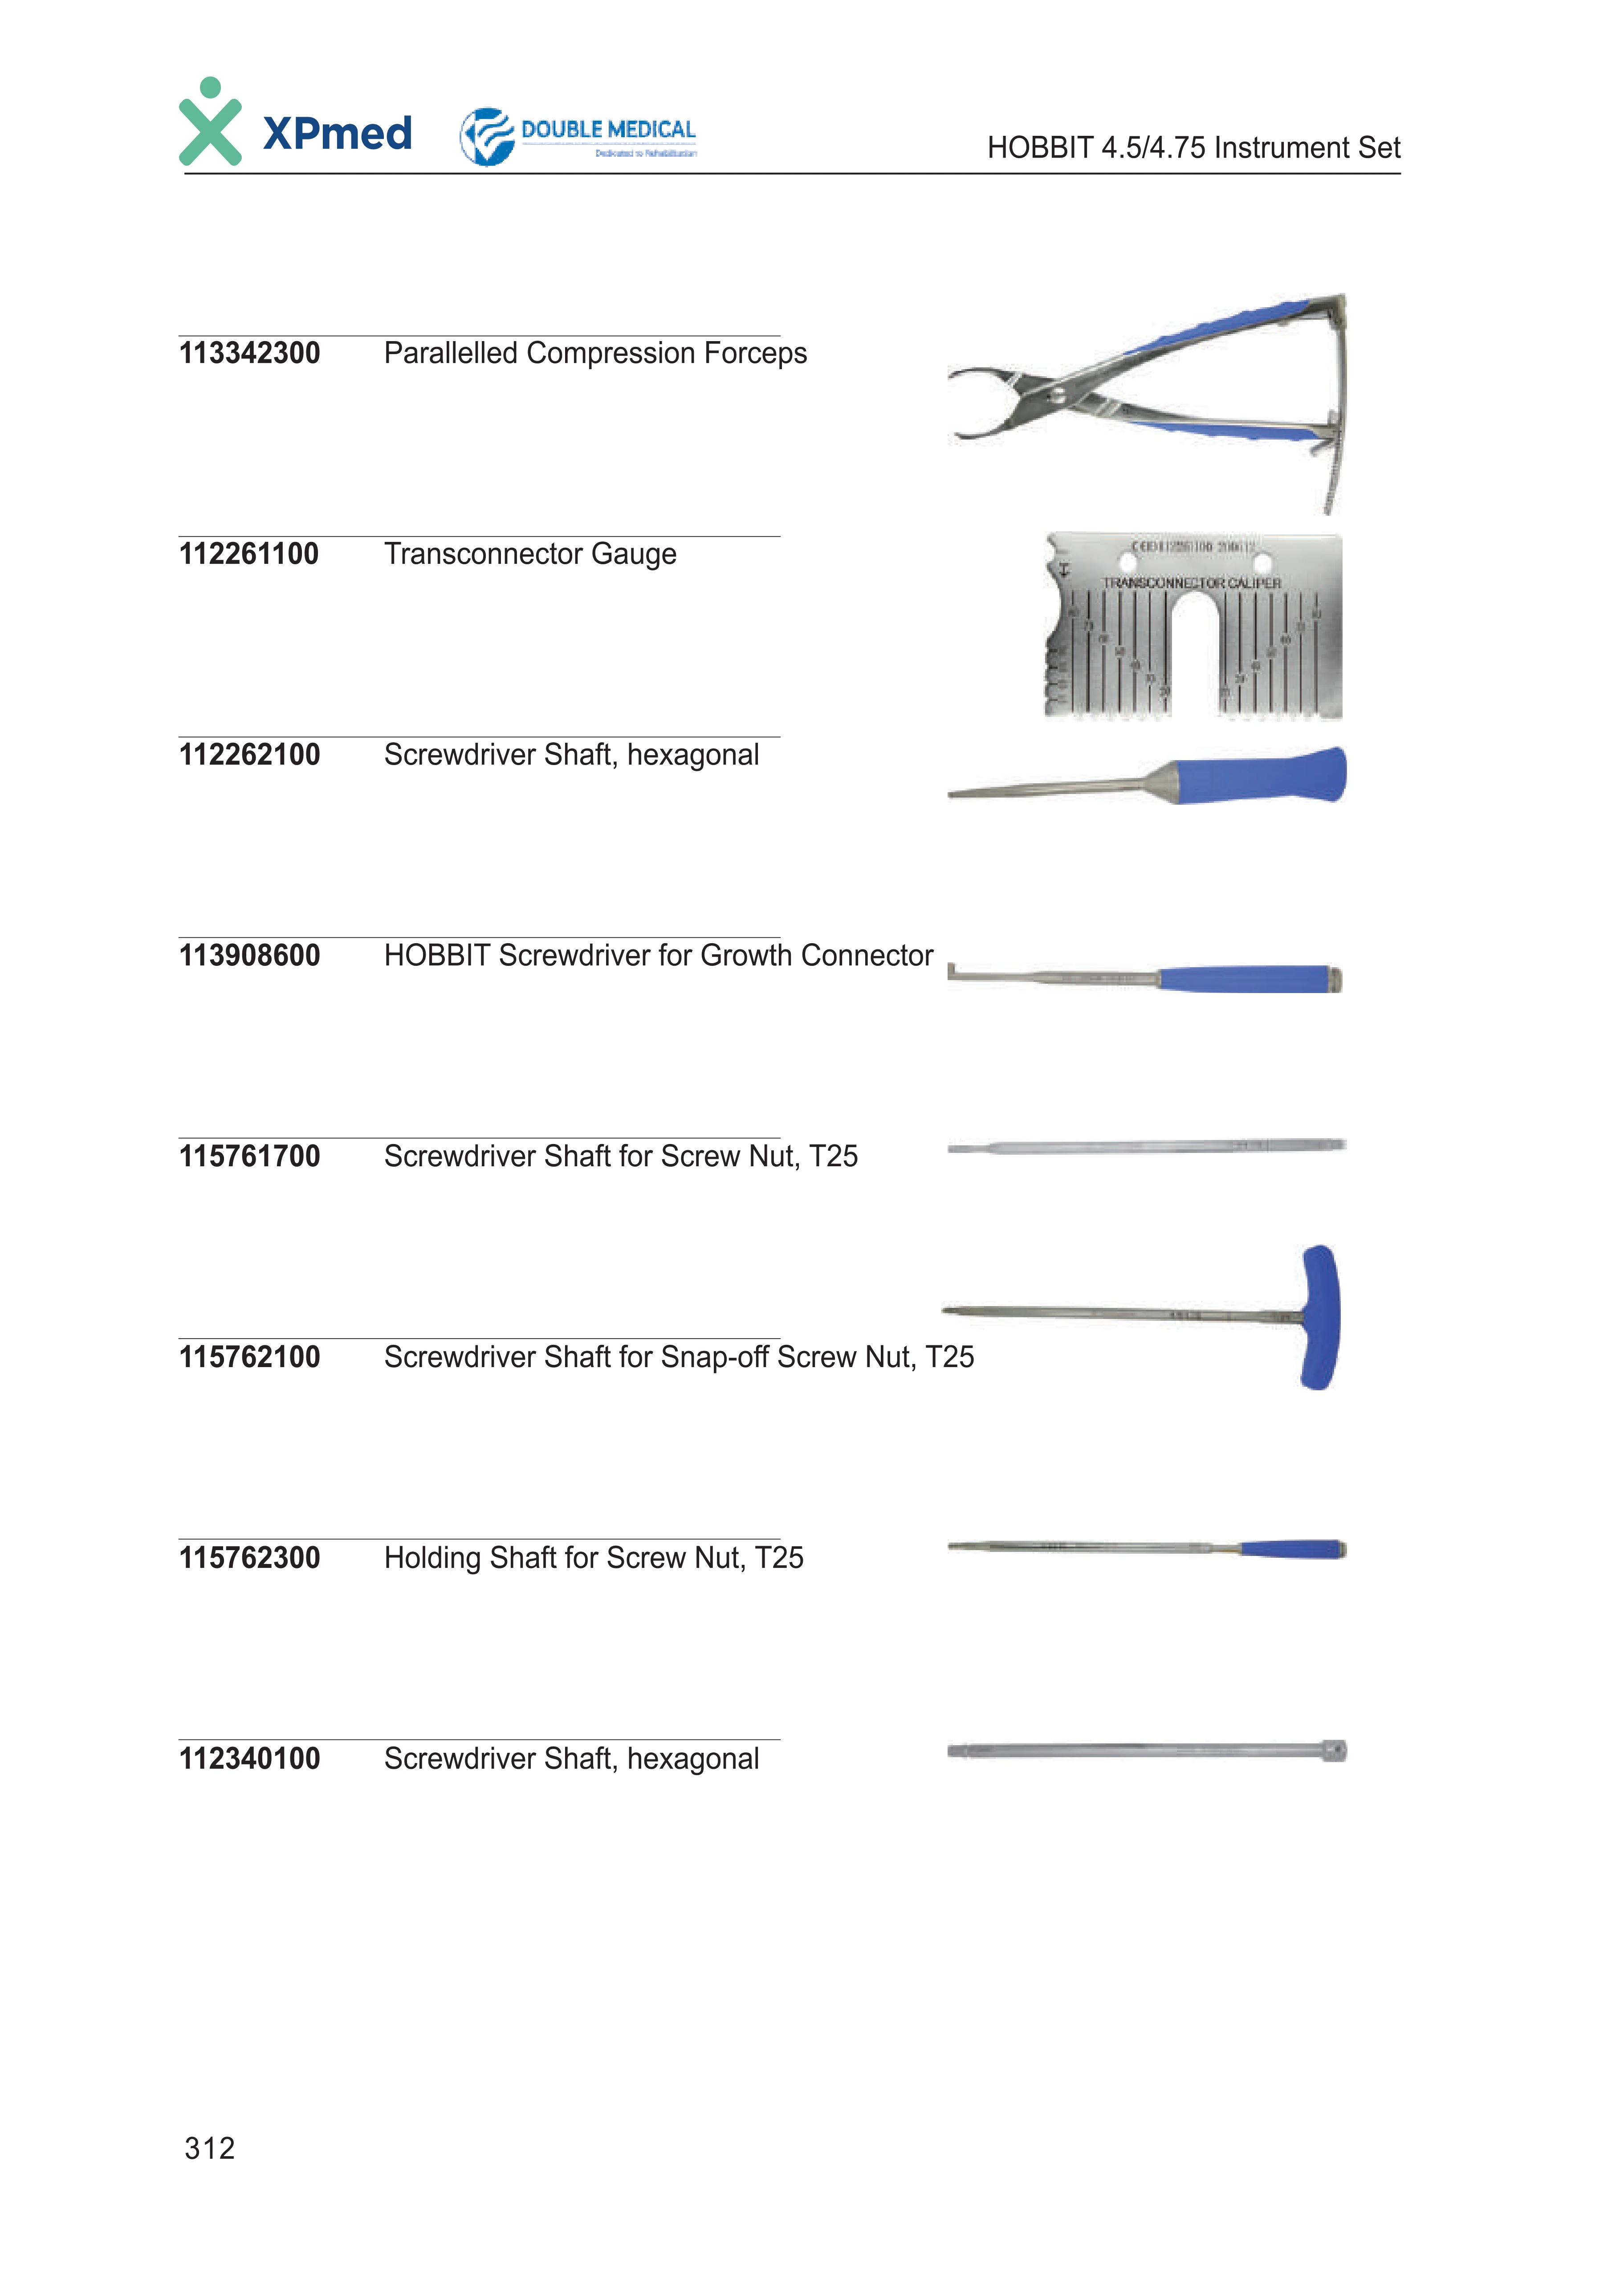 XPmed
DOUBLE MEDICAL
Dedicated to Rehabilitation
HOBBIT 4.5/4.75 Instrument Set
113342300 Parallelled Compression Forceps
112261100 Transconnector Gauge
TRANSCONNECTOR CALIPER
112262100 Screwdriver Shaft, hexagonal
113908600 HOBBIT Screwdriver for Growth Connector
115761700 Screwdriver Shaft for Screw Nut, T25
115762100 Screwdriver Shaft for Snap-off Screw Nut, T25
115762300 Holding Shaft for Screw Nut, T25
112340100 Screwdriver Shaft, hexagonal
312